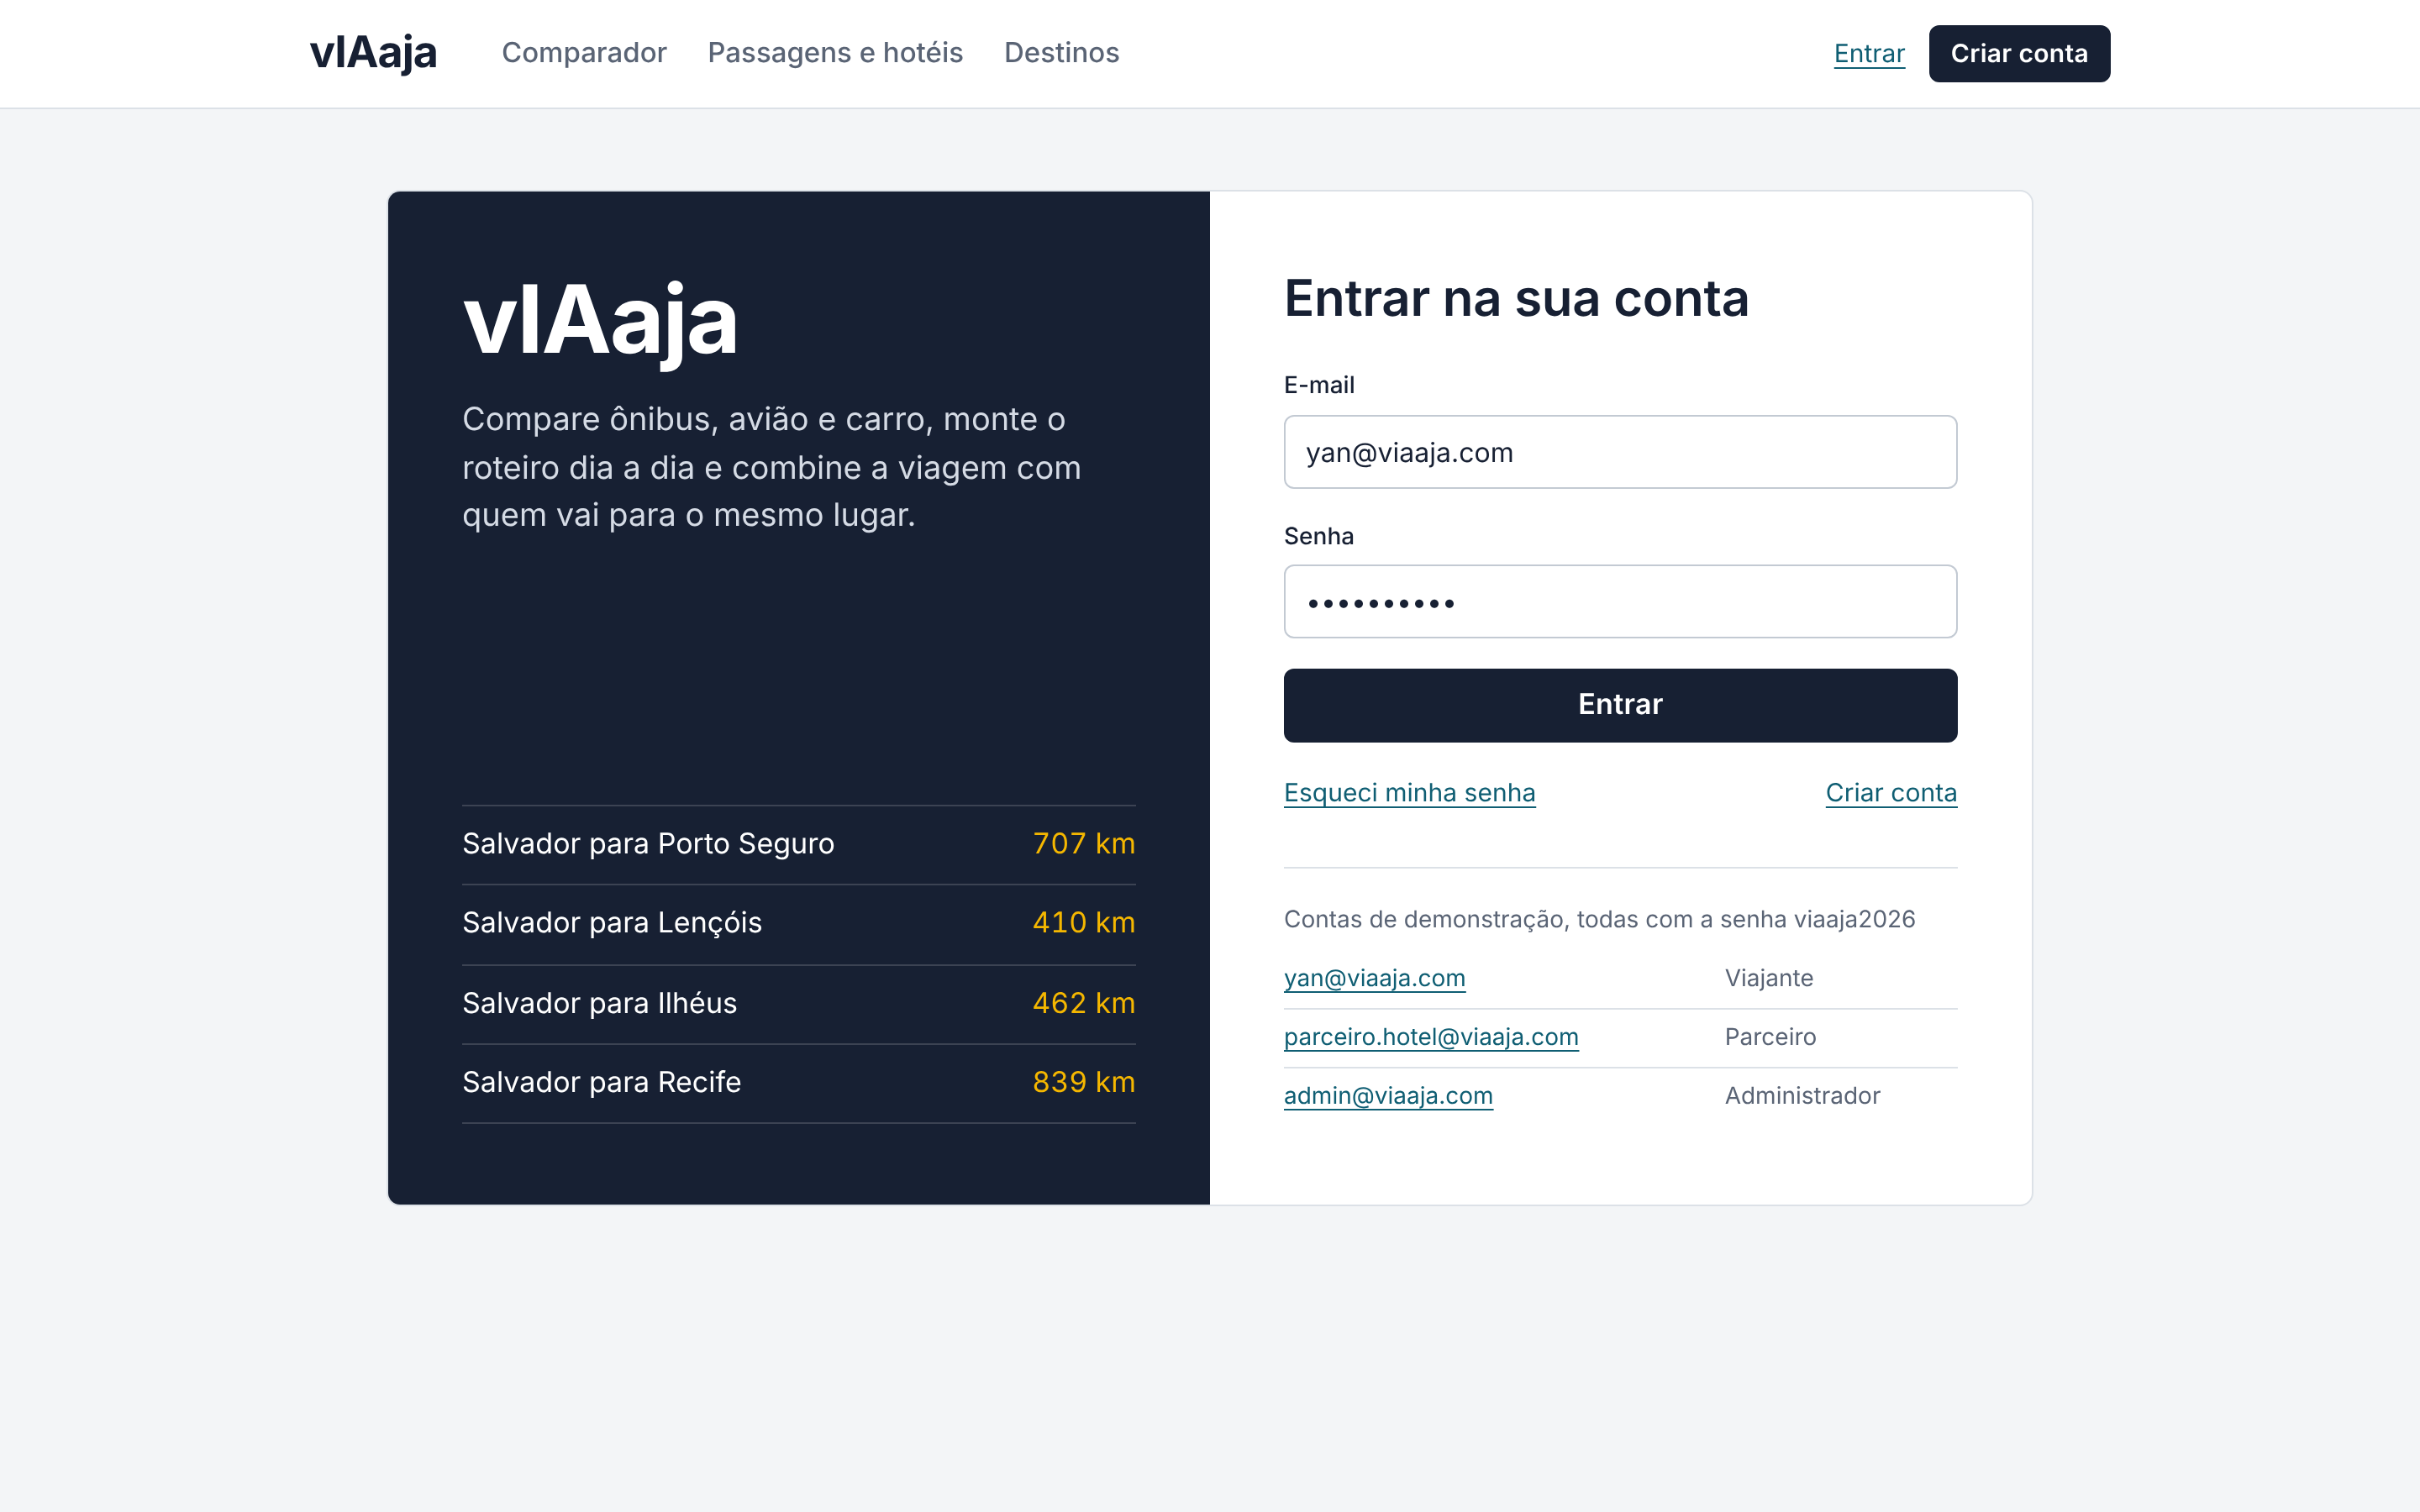 vIAaja
Comparador
Passagens e hotéis
Destinos
Entrar
Criar conta
vIAaja
Compare ônibus, avião e carro, monte o
roteiro dia a dia e combine a viagem com
quem vai para o mesmo lugar.
Salvador para Porto Seguro 707 km
Salvador para Lençóis 410 km
Salvador para Ilhéus 462 km
Salvador para Recife 839 km
Entrar na sua conta
E-mail
yan@viaaja.com
Senha
••••••••••
Entrar
Esqueci minha senha
Criar conta
Contas de demonstração, todas com a senha viaaja2026
yan@viaaja.com Viajante
parceiro.hotel@viaaja.com Parceiro
admin@viaaja.com Administrador